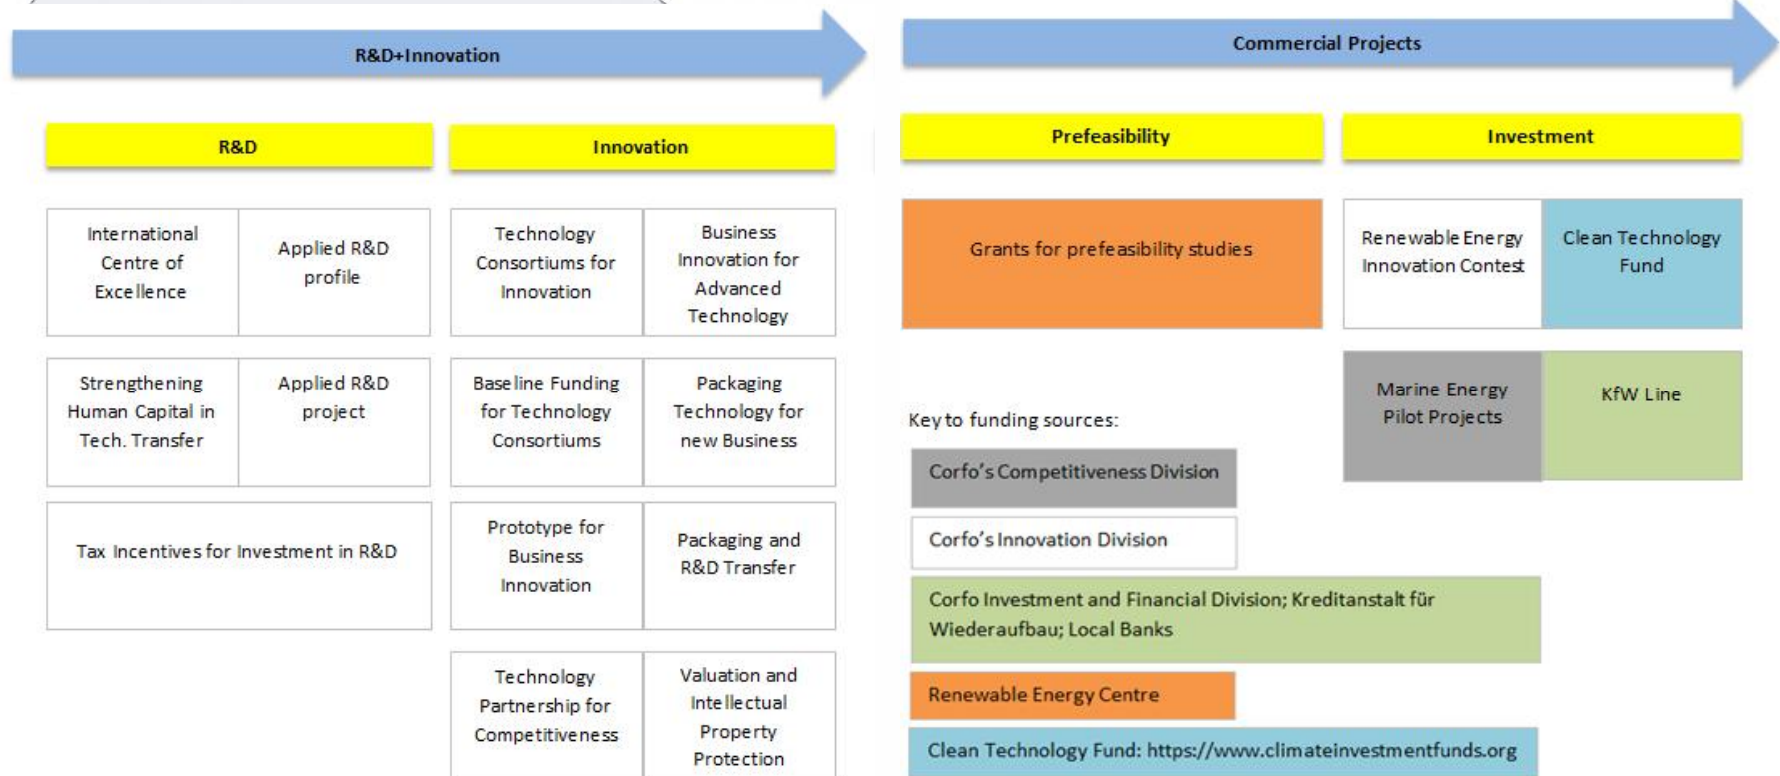 R&D+Innovation
Commercial Projects
R&D
Innovation
Prefeasibility
Investment
International
Centre of
Excellence
Applied R&D
profile
Technology
Consortiums for
Innovation
Business
Innovation for
Advanced
Technology
Grants for prefeasibility studies
Renewable Energy
Innovation Contest
Clean Technology
Fund
Strengthening
Human Capital in
Tech. Transfer
Applied R&D
project
Baseline Funding
for Technology
Consortiums
Packaging
Technology for
new Business
Marine Energy
Pilot Projects
KfW Line
Tax Incentives for Investment in R&D
Prototype for
Business
Innovation
Packaging and
R&D Transfer
Technology
Partnership for
Competitiveness
Valuation and
Intellectual
Property
Protection
Key to funding sources:
Corfo's Competitiveness Division
Corfo's Innovation Division
Corfo Investment and Financial Division; Kreditanstalt für
Wiederaufbau; Local Banks
Renewable Energy Centre
Clean Technology Fund: https://www.climateinvestmentfunds.org